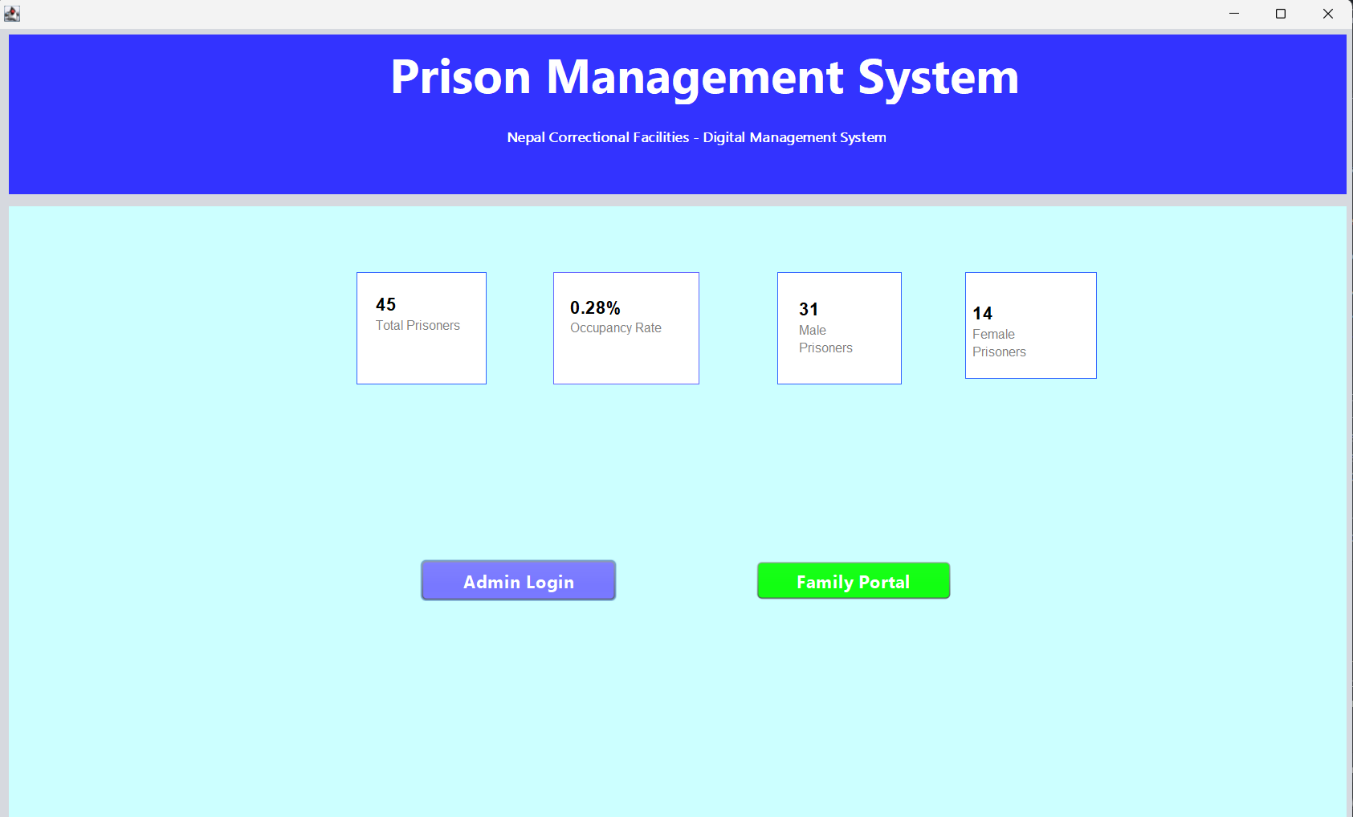 Prison Management System
Nepal Correctional Facilities - Digital Management System
45
Total Prisoners
0.28%
Occupancy Rate
31
Male
Prisoners
14
Female
Prisoners
Admin Login
Family Portal